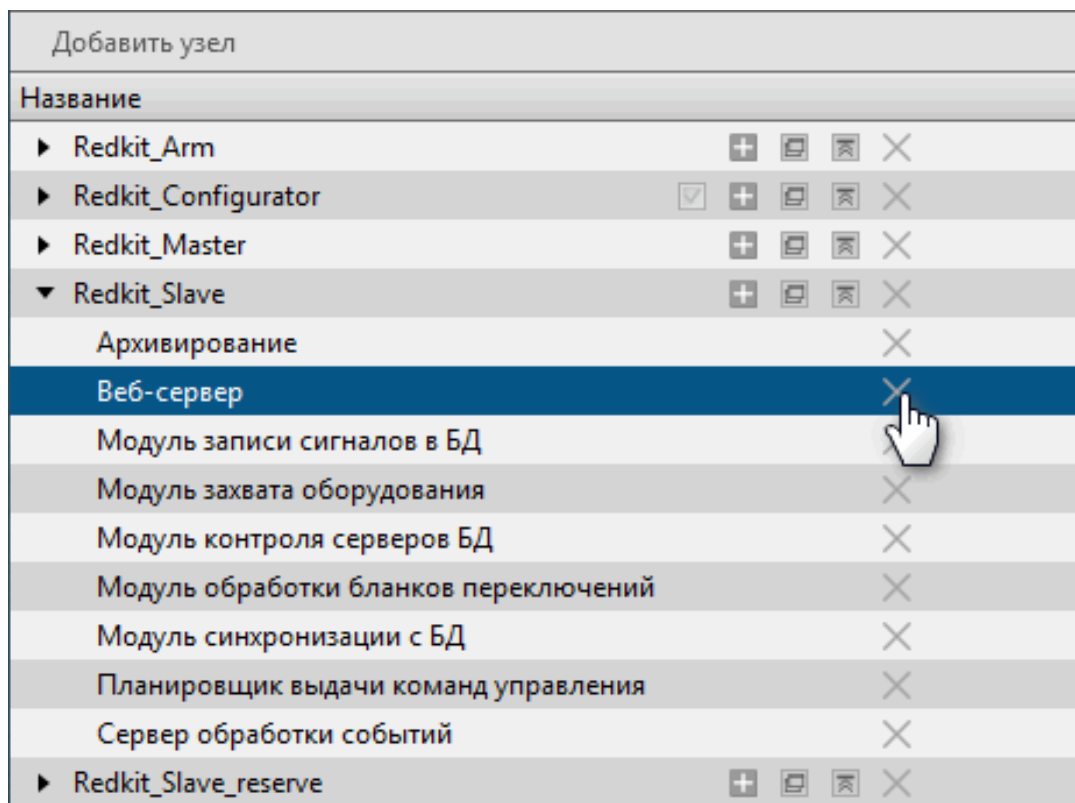 Добавить узел
Название
Redkit_Arm
Redkit_Configurator
Redkit_Master
Redkit_Slave
Архивирование
Веб-сервер
Модуль записи сигналов в БД
Модуль захвата оборудования
Модуль контроля серверов БД
Модуль обработки бланков переключений
Модуль синхронизации с БД
Планировщик выдачи команд управления
Сервер обработки событий
Redkit_Slave_reserve